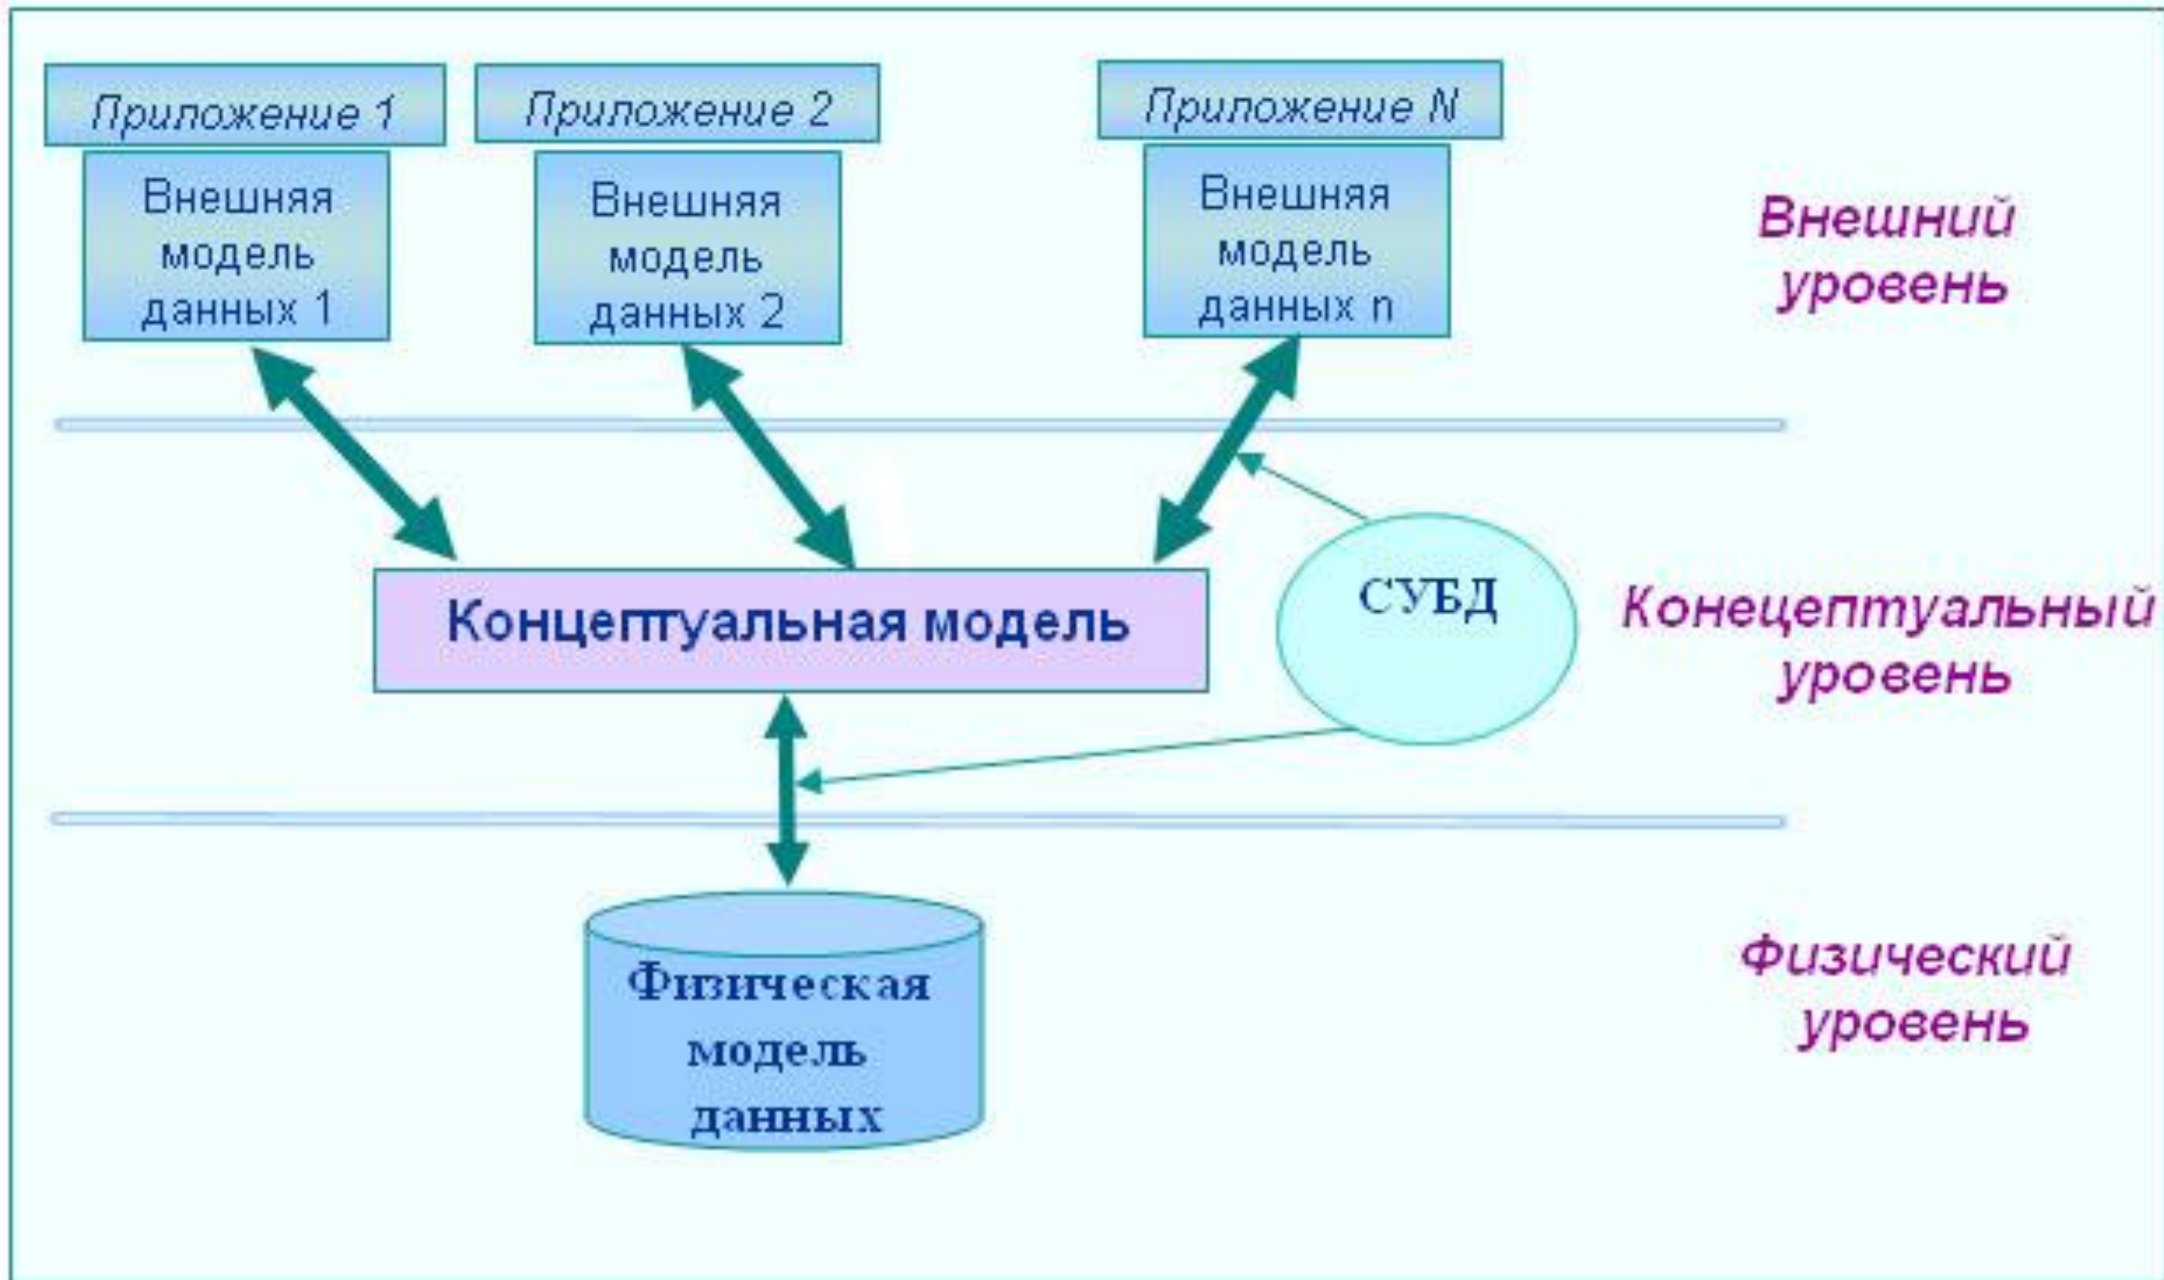 Приложение 1
Приложение 2
Приложение N
Внешняя
модель
данных 1
Внешняя
модель
данных 2
Внешняя
модель
данных n
Внешний
уровень
Концептуальная модель
СУБД
Конецептуальный
уровень
Физическая
модель
данных
Физический
уровень